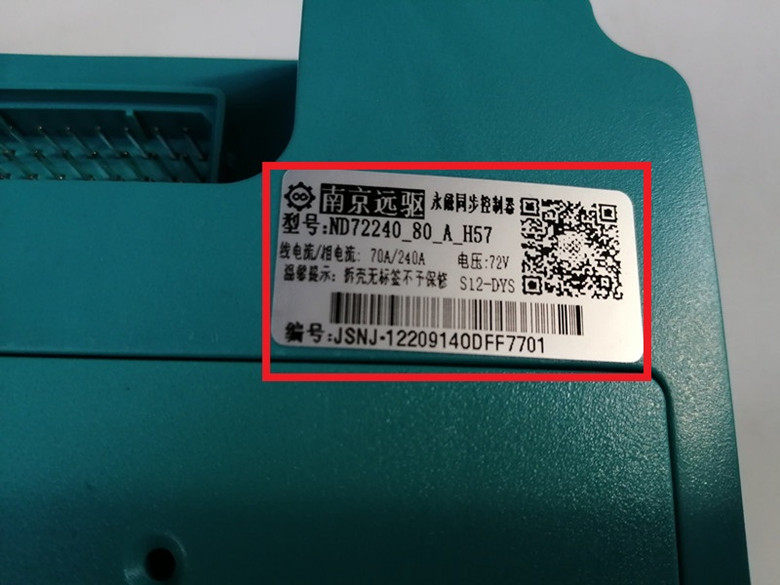 南京远驱 永磁同步控制器
型号:ND72240_80_A_H57
线电流/相电流: 70A/240A 电压:72V
温馨提示: 拆壳无标签不予保修 S12-DYS
编号:JSNJ-12209140DFF7701